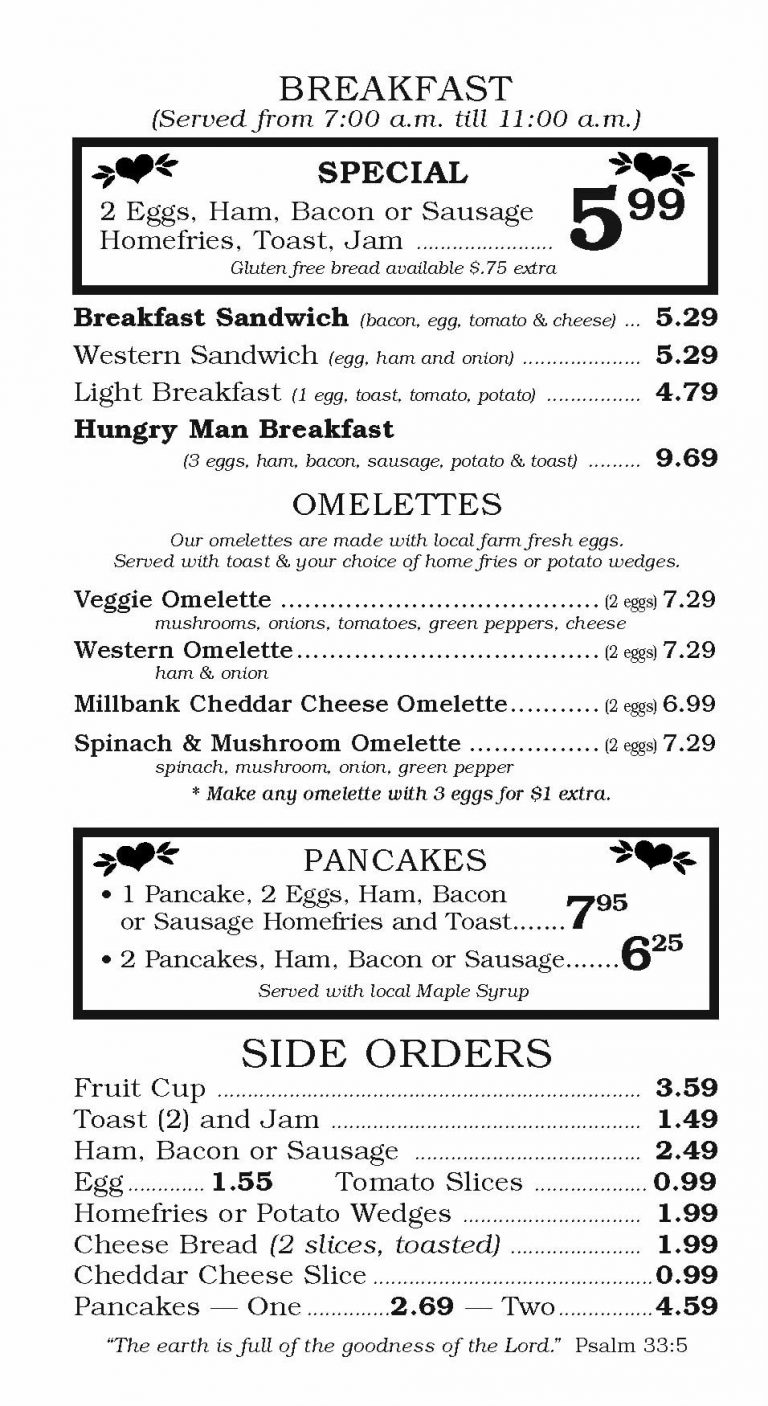 BREAKFAST
(Served from 7:00 a.m. till 11:00 a.m.)
SPECIAL
2 Eggs, Ham, Bacon or Sausage
Homefries, Toast, Jam ....................... 5 99
Gluten free bread available $.75 extra
Breakfast Sandwich (bacon, egg, tomato & cheese) ... 5.29
Western Sandwich (egg, ham and onion) .................... 5.29
Light Breakfast (1 egg, toast, tomato, potato) ................ 4.79
Hungry Man Breakfast
(3 eggs, ham, bacon, sausage, potato & toast) ......... 9.69
OMELETTES
Our omelettes are made with local farm fresh eggs.
Served with toast & your choice of home fries or potato wedges.
Veggie Omelette ....................................... (2 eggs) 7.29
mushrooms, onions, tomatoes, green peppers, cheese
Western Omelette..................................... (2 eggs) 7.29
ham & onion
Millbank Cheddar Cheese Omelette........... (2 eggs) 6.99
Spinach & Mushroom Omelette ................ (2 eggs) 7.29
spinach, mushroom, onion, green pepper
* Make any omelette with 3 eggs for $1 extra.
PANCAKES
• 1 Pancake, 2 Eggs, Ham, Bacon
or Sausage Homefries and Toast....... 7 95
• 2 Pancakes, Ham, Bacon or Sausage....... 6 25
Served with local Maple Syrup
SIDE ORDERS
Fruit Cup ....................................................................... 3.59
Toast (2) and Jam .................................................... 1.49
Ham, Bacon or Sausage ...................................... 2.49
Egg............. 1.55 Tomato Slices ................... 0.99
Homefries or Potato Wedges .............................. 1.99
Cheese Bread (2 slices, toasted) ...................... 1.99
Cheddar Cheese Slice ...............................................0.99
Pancakes — One..............2.69 — Two................4.59
“The earth is full of the goodness of the Lord.” Psalm 33:5